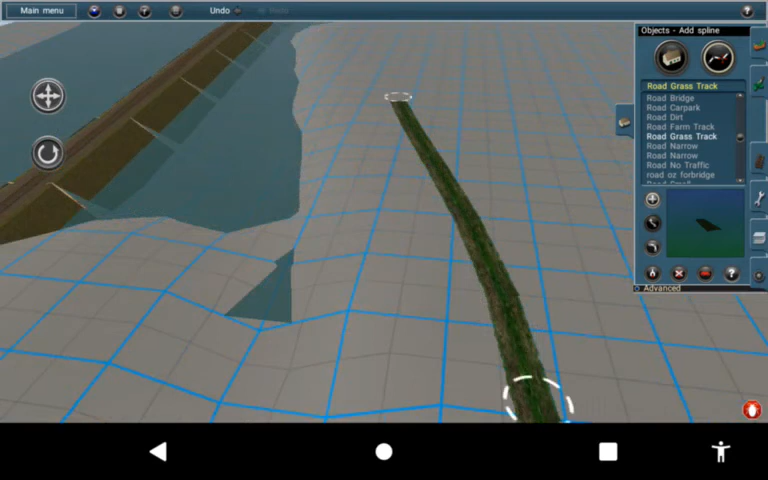 Main menu
Undo
?
Objects - Add spline
Road Grass Track
Road Bridge
Road Carpark
Road Dirt
Road Farm Track
Road Grass Track
Road Narrow
Road Narrow
Road No Traffic
road oz forbridge
?
Advanced